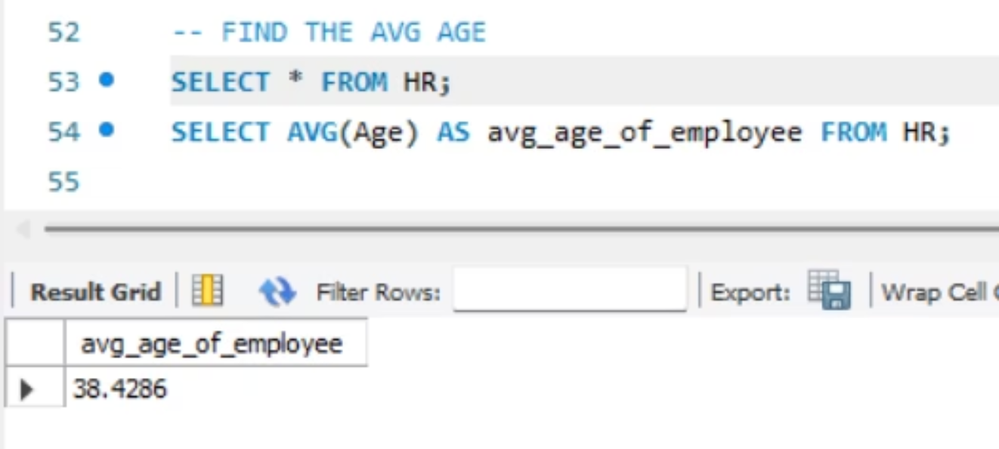 52 -- FIND THE AVG AGE
53 SELECT * FROM HR;
54 SELECT AVG(Age) AS avg_age_of_employee FROM HR;
55
Result Grid Filter Rows: Export: Wrap Cell
avg_age_of_employee
38.4286